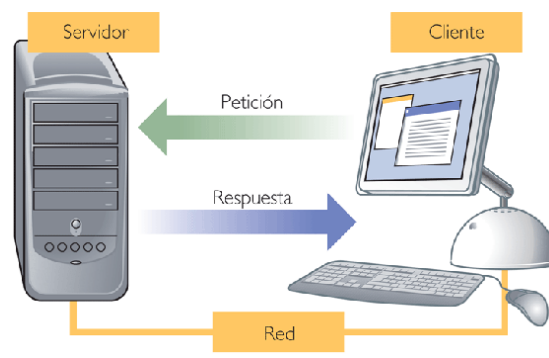 Servidor
Cliente
Petición
Respuesta
Red